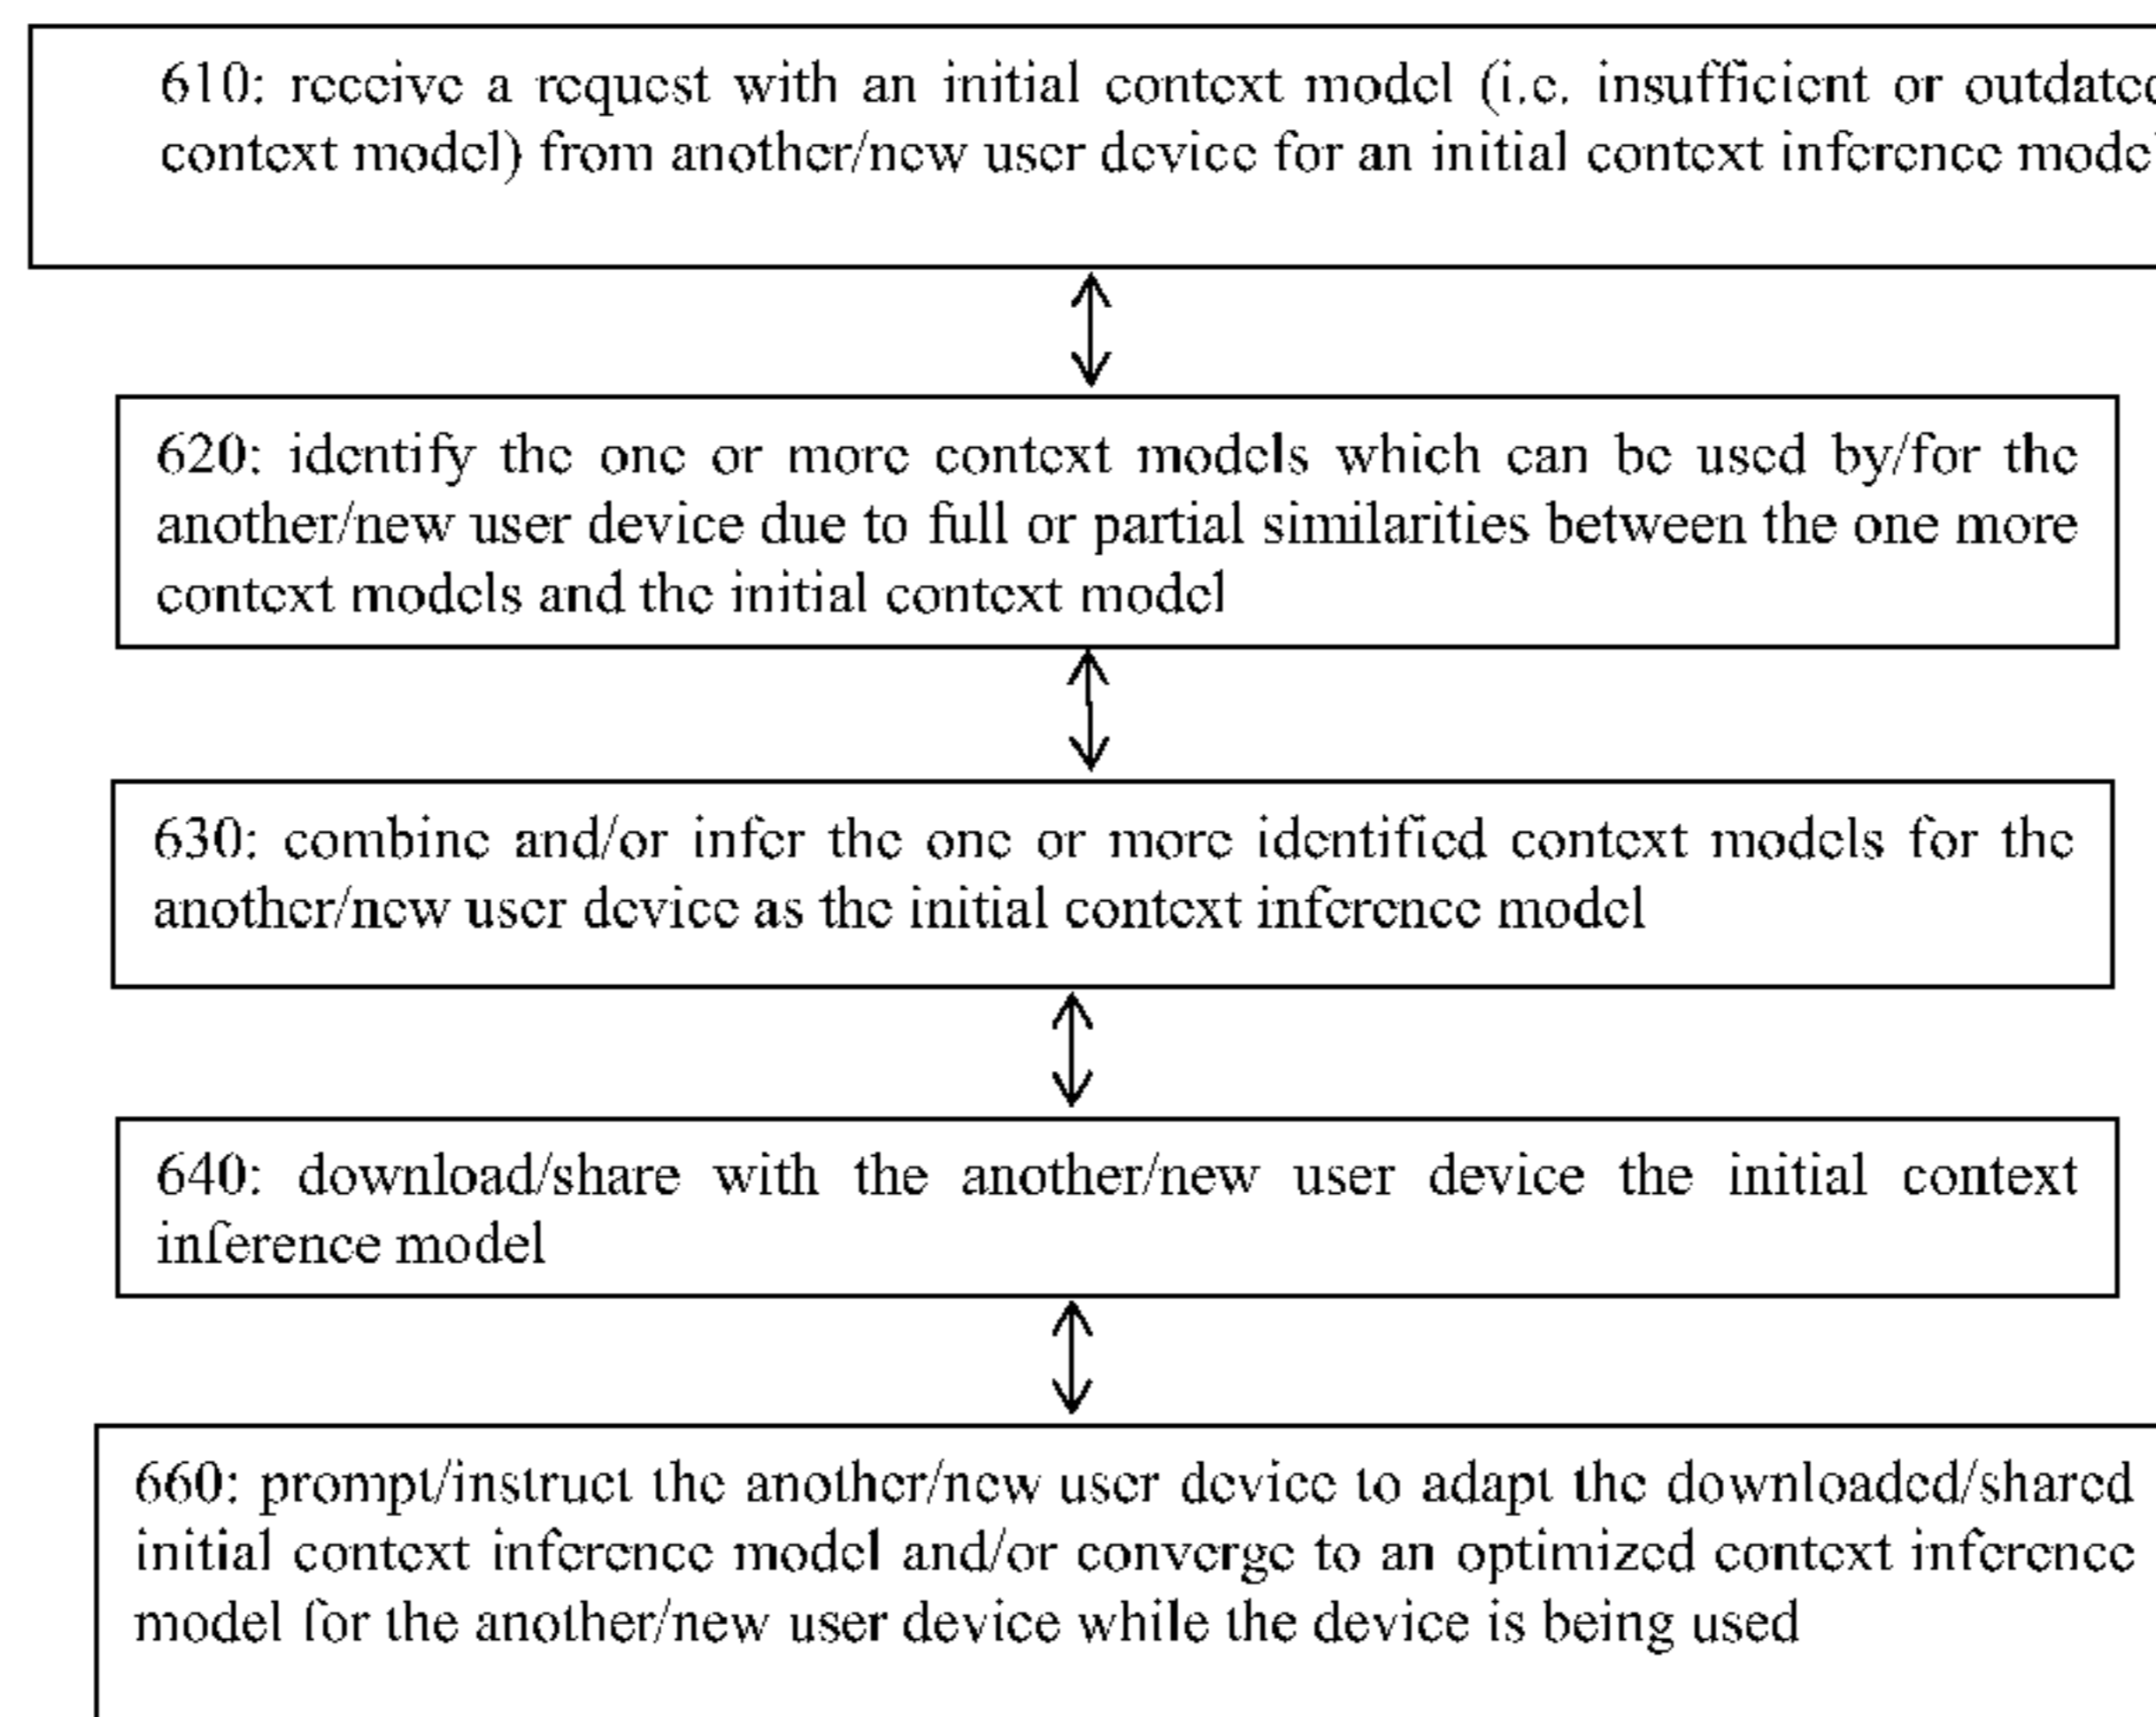 610: receive a request with an initial context model (i.e. insufficient or outdated
context model) from another/new user device for an initial context inference model
620: identify the one or more context models which can be used by/for the
another/new user device due to full or partial similarities between the one more
context models and the initial context model
630: combine and/or infer the one or more identified context models for the
another/new user device as the initial context inference model
640: download/share with the another/new user device the initial context
inference model
660: prompt/instruct the another/new user device to adapt the downloaded/shared
initial context inference model and/or converge to an optimized context inference
model for the another/new user device while the device is being used